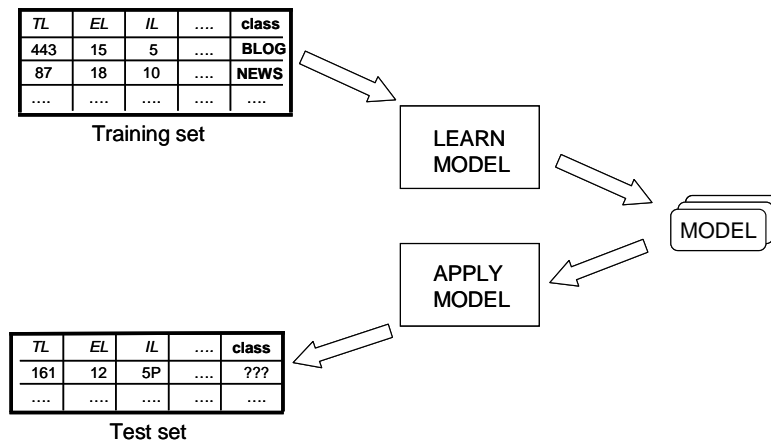 TL EL IL .... class
443 15 5 .... BLOG
87 18 10 .... NEWS
.... .... .... .... ....
Training set
LEARN
MODEL
MODEL
APPLY
MODEL
TL EL IL .... class
161 12 5P .... ???
.... .... .... .... ....
Test set